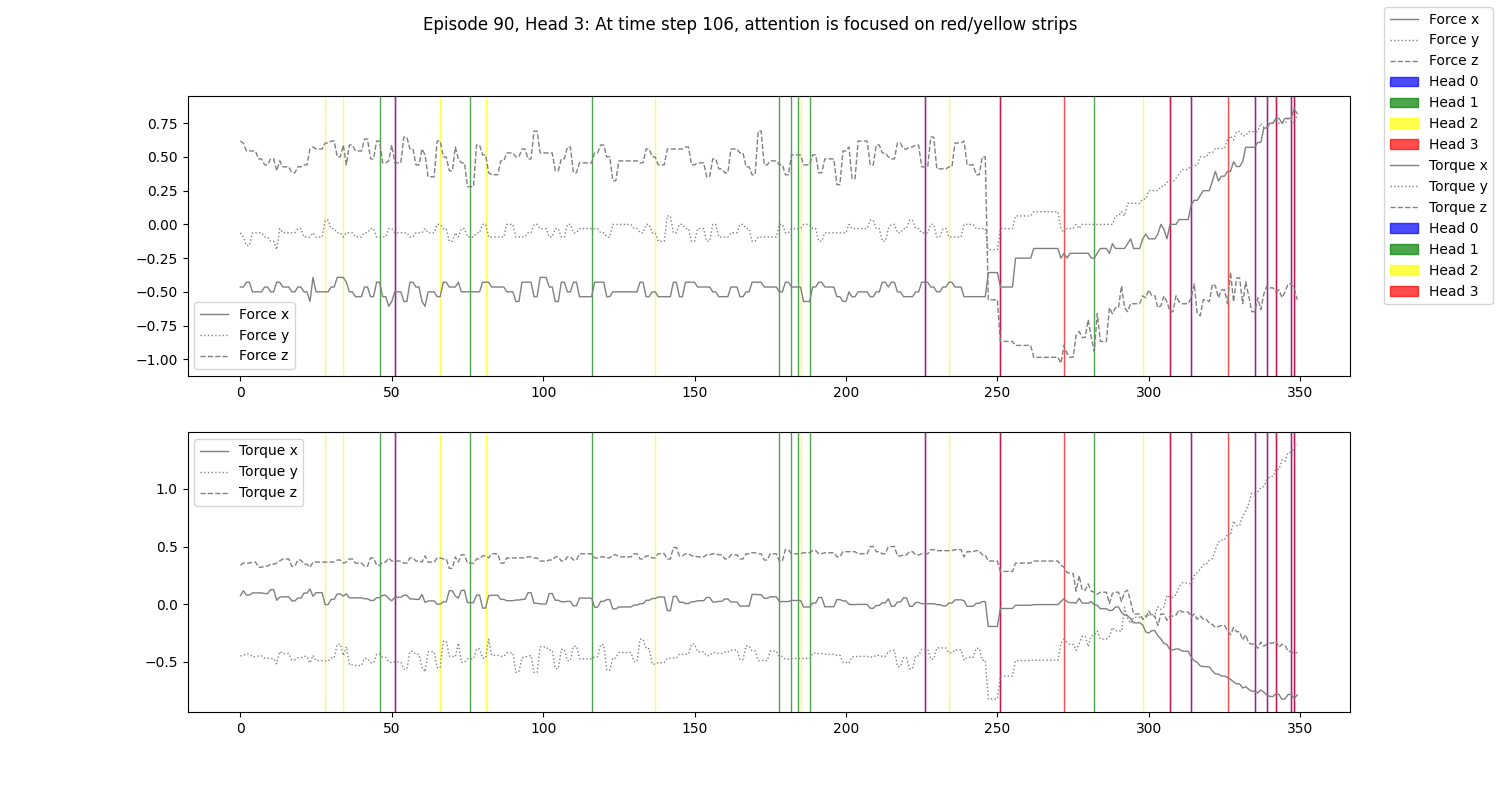 Episode 90, Head 3: At time step 106, attention is focused on red/yellow strips
Force x
Force y
Force z
Head 0
Head 1
Head 2
Head 3
Torque x
Torque y
Torque z
Head 0
Head 1
Head 2
Head 3
0.75
0.50
0.25
0.00
−0.25
−0.50
−0.75
−1.00
Force x
Force y
Force z
0 50 100 150 200 250 300 350
Torque x
Torque y
Torque z
1.0
0.5
0.0
−0.5
0 50 100 150 200 250 300 350